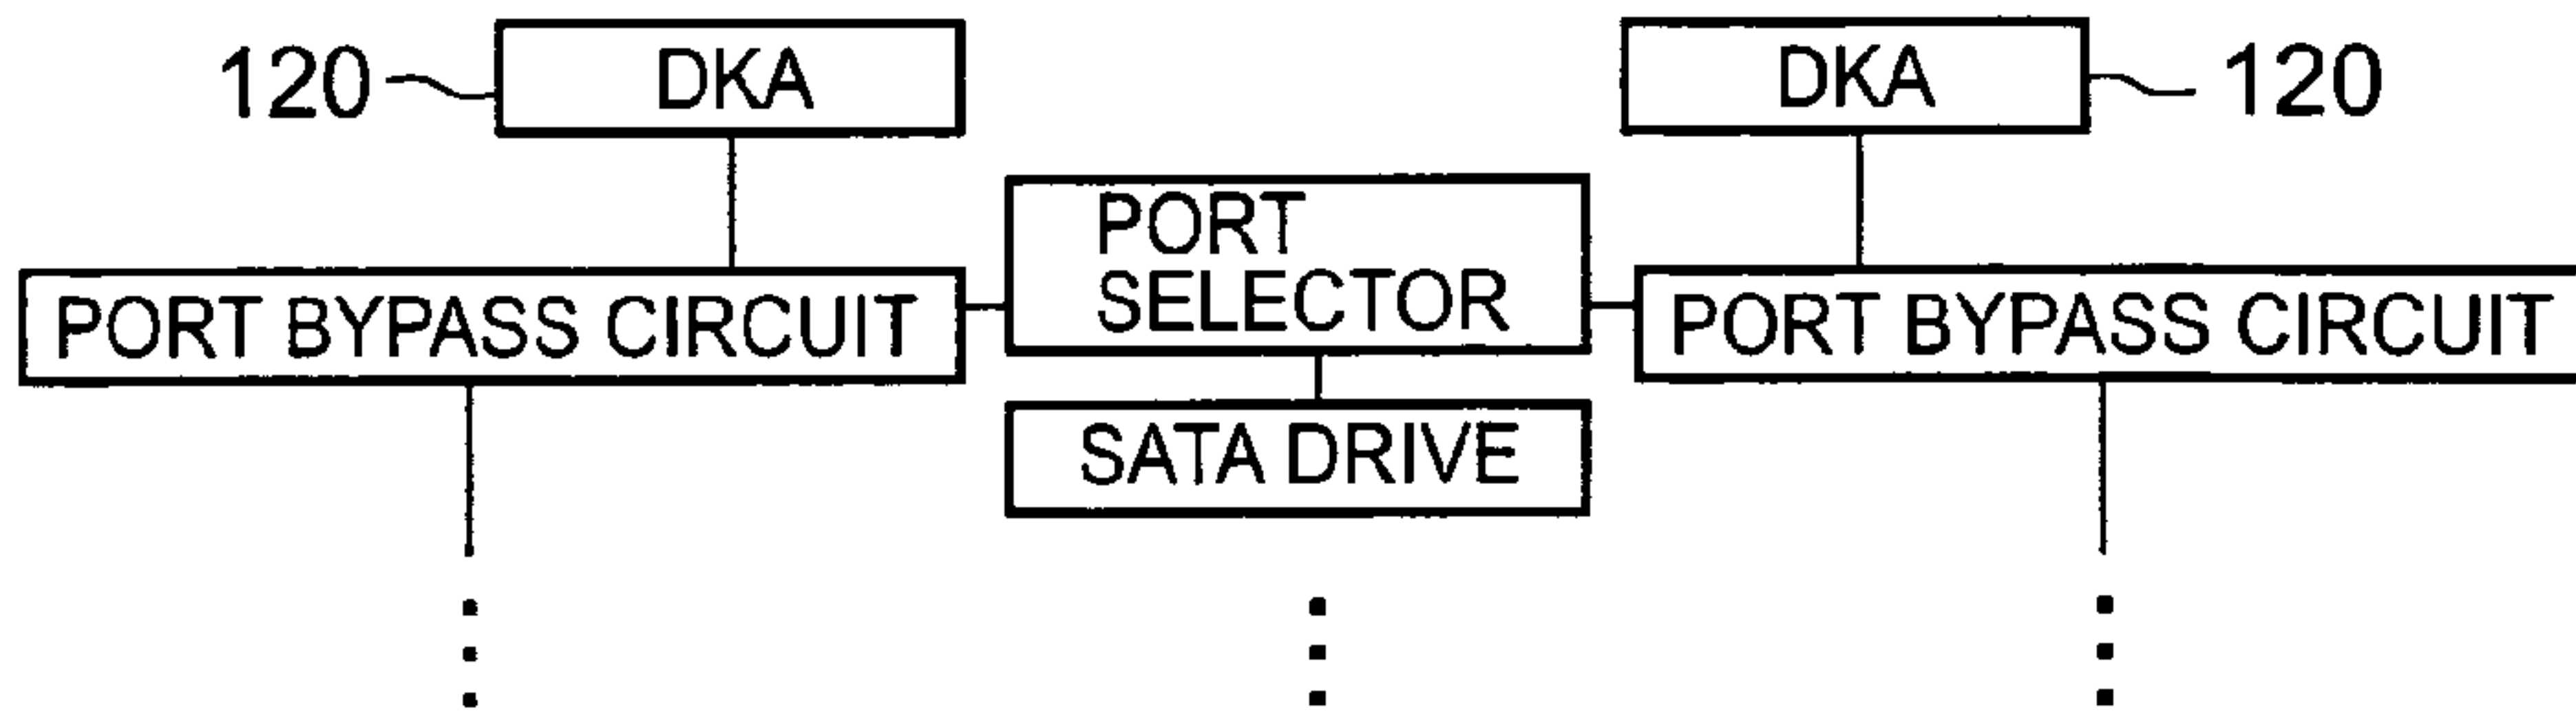 120
DKA
DKA
120
PORT
SELECTOR
PORT BYPASS CIRCUIT
PORT BYPASS CIRCUIT
SATA DRIVE